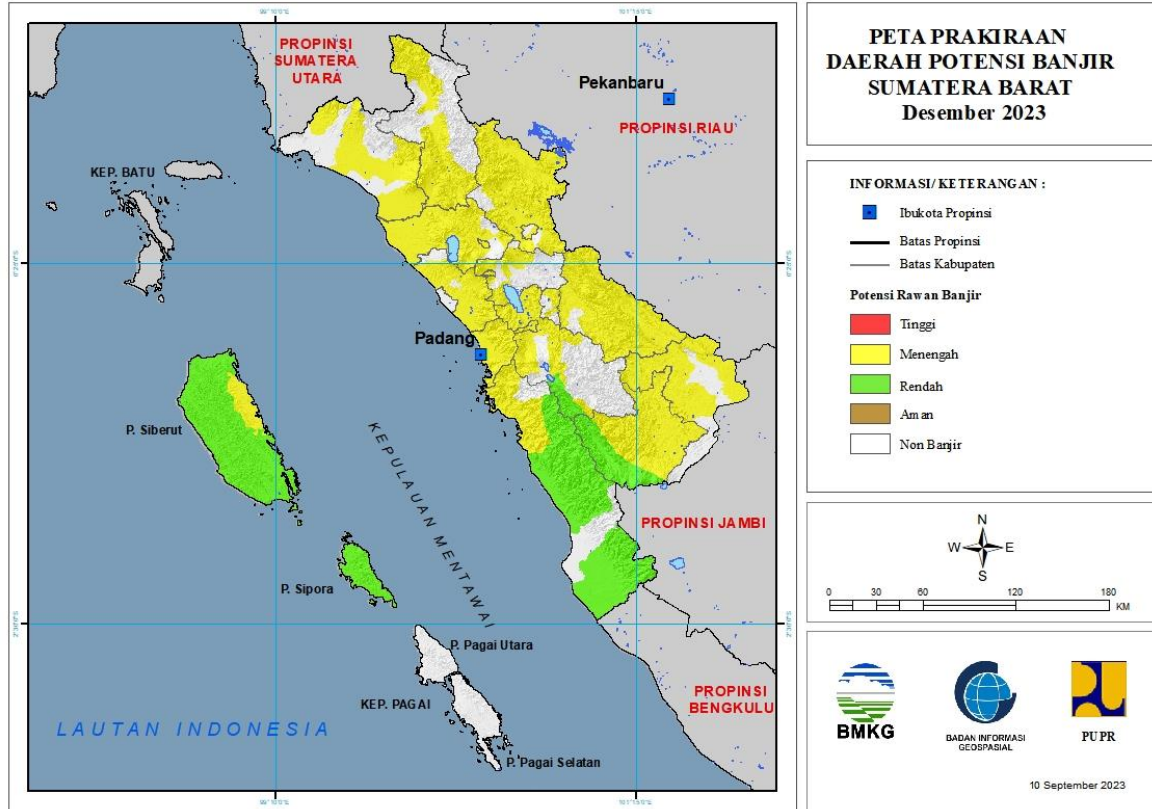 PETA PRAKIRAAN
DAERAH POTENSI BANJIR
SUMATERA BARAT
Desember 2023
PROPINSI
SUMATERA
UTARA
Pekanbaru
PROPINSI RIAU
KEP. BATU
Padang
P. Siberut
KEPULAUAN MENTAWAI
PROPINSI JAMBI
P. Sipora
P. Pagai Utara
KEP. PAGAI
PROPINSI
BENGKULU
LAUTAN INDONESIA
P. Pagai Selatan
INFORMASI/ KETERANGAN :
Ibukota Propinsi
Batas Propinsi
Batas Kabupaten
Potensi Rawan Banjir
Tinggi
Menengah
Rendah
Aman
Non Banjir
N
W E
S
0 30 60 120 180
KM
BMKG
BADAN INFORMASI
GEOSPASIAL
PUPR
10 September 2023